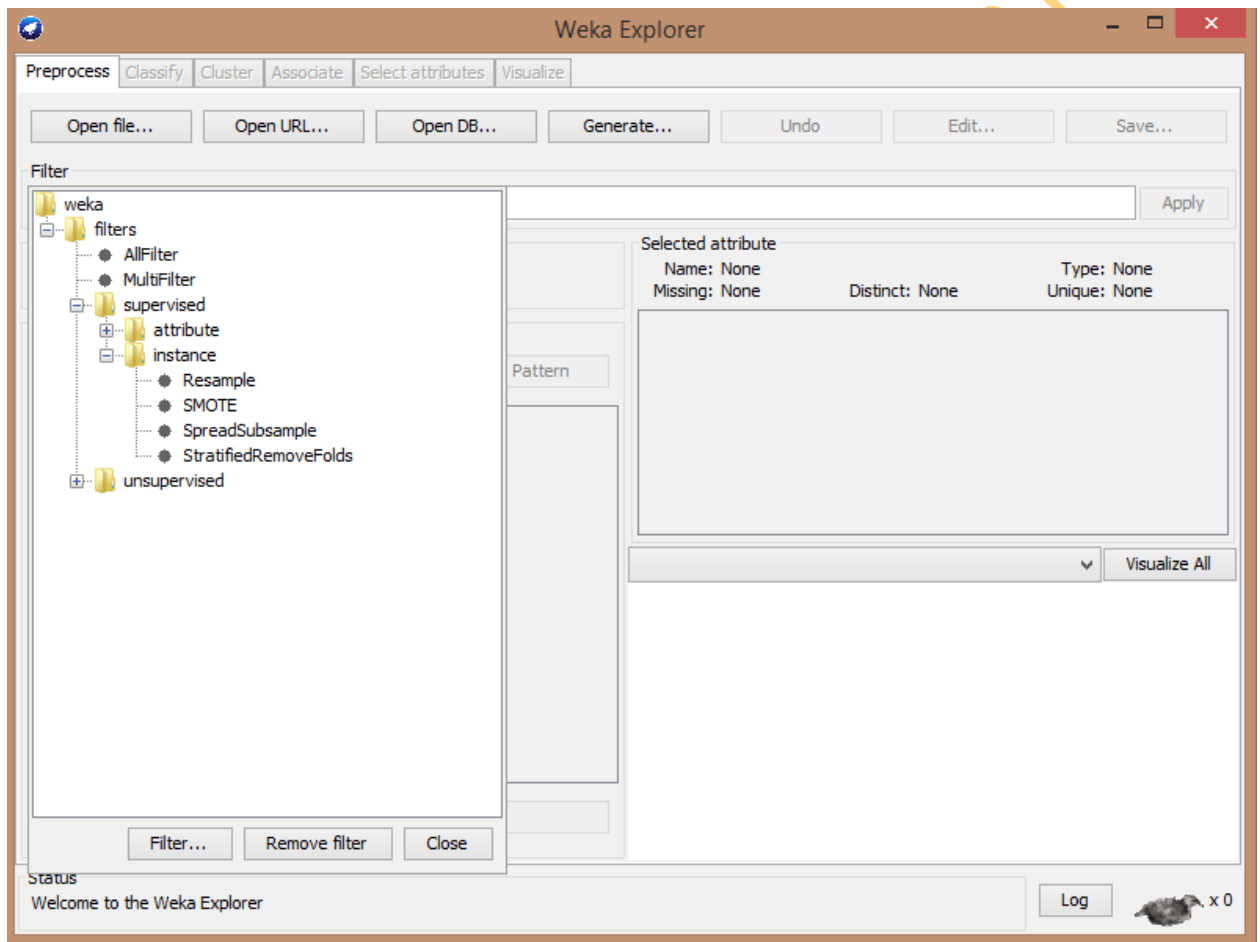 Weka Explorer
Preprocess Classify Cluster Associate Select attributes Visualize
Open file... Open URL... Open DB... Generate... Undo Edit... Save...
Filter
Apply
weka
filters
AllFilter
MultiFilter
supervised
attribute
instance
Resample
SMOTE
SpreadSubsample
StratifiedRemoveFolds
unsupervised
Filter... Remove filter Close
Pattern
Selected attribute
Name: None Type: None
Missing: None Distinct: None Unique: None
Visualize All
Status
Welcome to the Weka Explorer
Log x 0